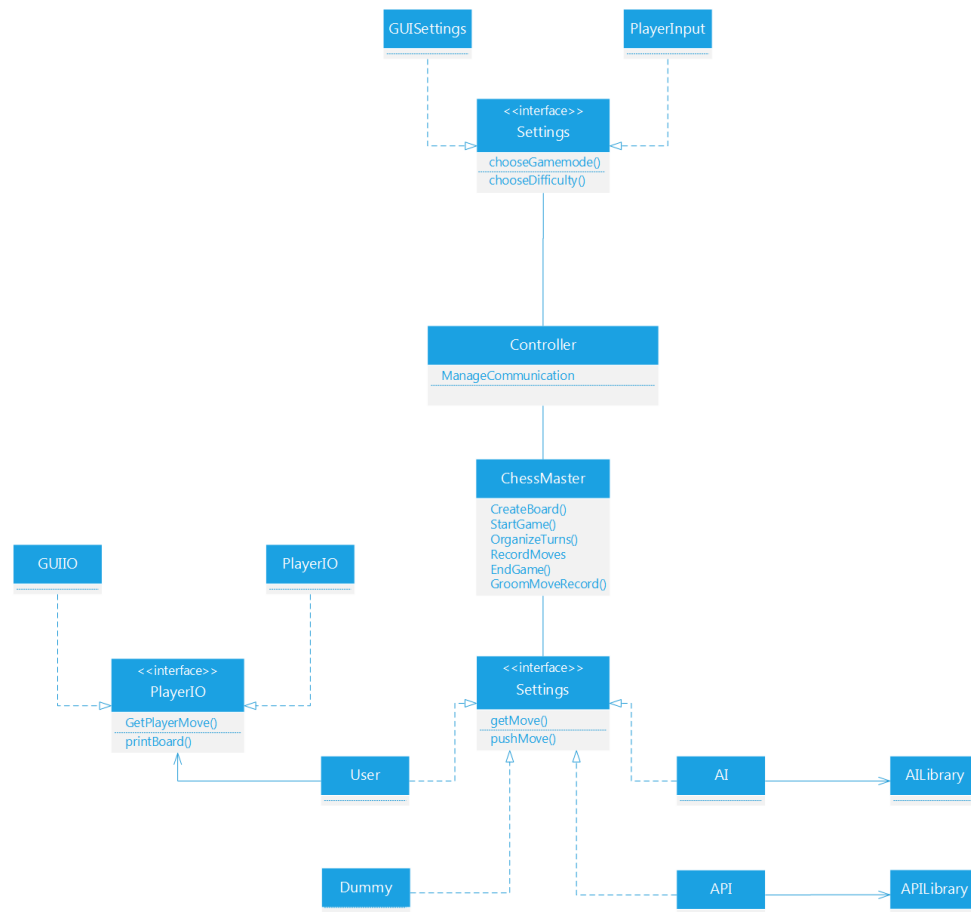 GUISettings
PlayerInput
<<interface>>
Settings
chooseGamemode()
chooseDifficulty()
Controller
ManageCommunication
ChessMaster
CreateBoard()
StartGame()
OrganizeTurns()
RecordMoves
EndGame()
GroomMoveRecord()
GUIIO
PlayerIO
<<interface>>
PlayerIO
GetPlayerMove()
printBoard()
<<interface>>
Settings
getMove()
pushMove()
User
AI
AILibrary
Dummy
API
APILibrary